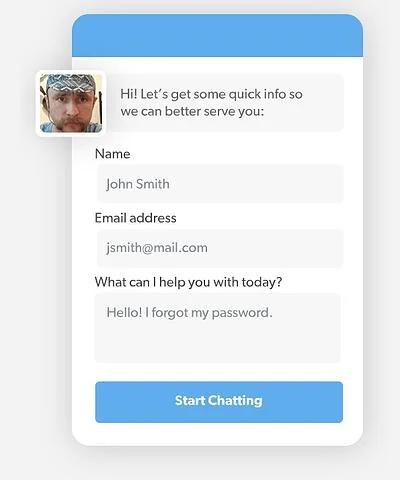 Hi! Let's get some quick info so
we can better serve you:
Name
John Smith
Email address
jsmith@mail.com
What can I help you with today?
Hello! I forgot my password.
Start Chatting